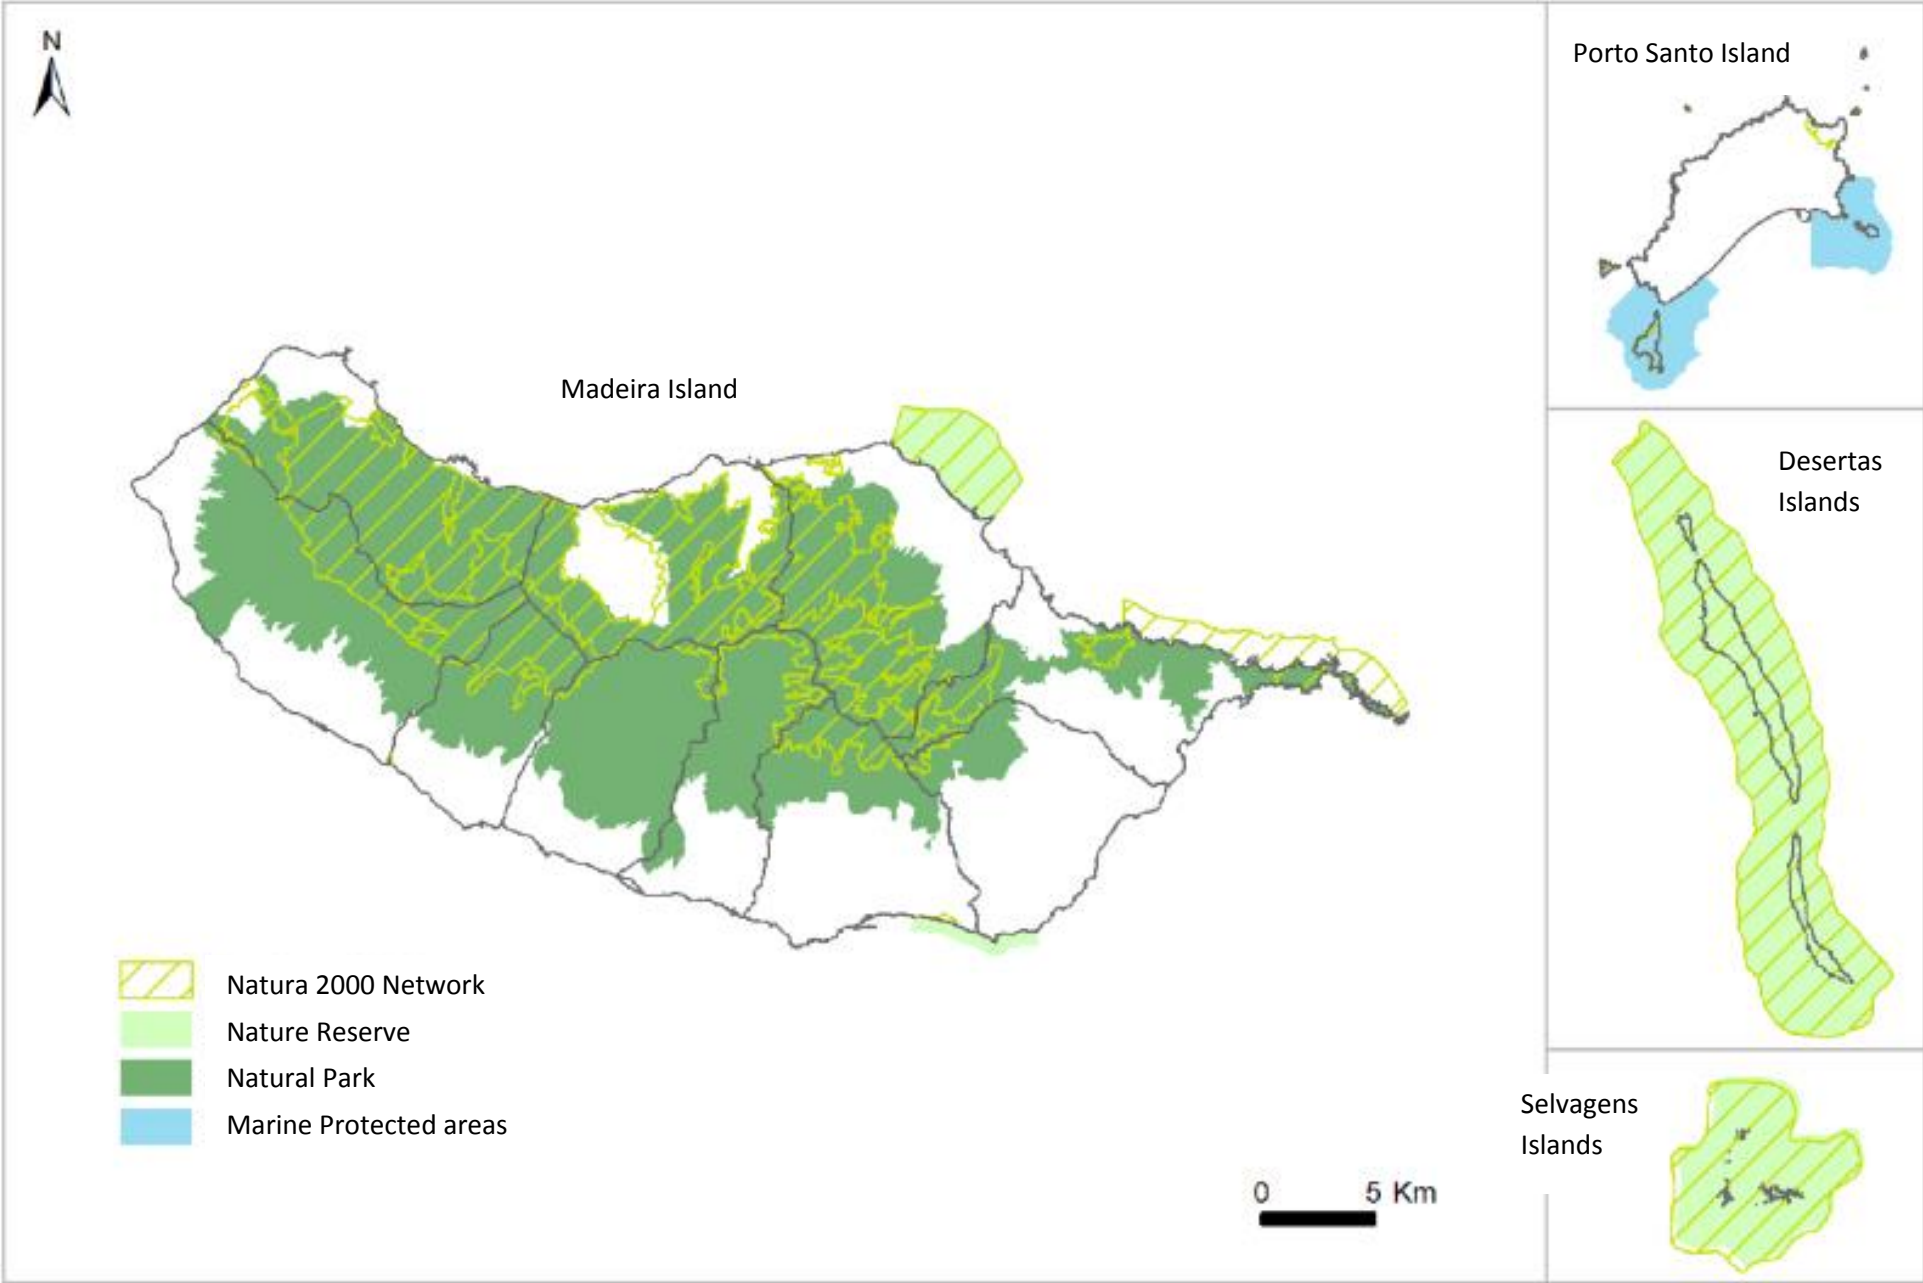 N
Madeira Island
Porto Santo Island
Desertas
Islands
Selvagens
Islands
Natura 2000 Network
Nature Reserve
Natural Park
Marine Protected areas
0 5 Km